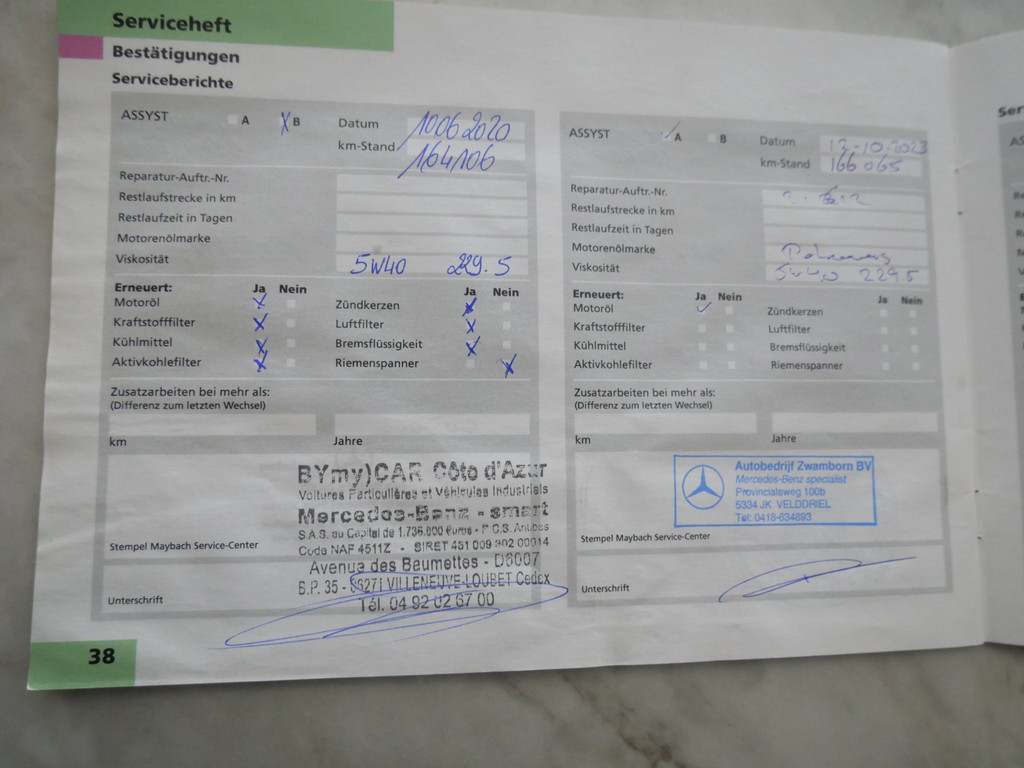 Serviceheft
Bestätigungen
Serviceberichte
ASSYST A X B
Datum 10062020
km-Stand 164106
Reparatur-Auftr.-Nr.
Restlaufstrecke in km
Restlaufzeit in Tagen
Motorenölmarke
Viskosität 5W40 229.5
Erneuert: Ja Nein Ja Nein
Motoröl X Zündkerzen X
Kraftstofffilter X Luftfilter X
Kühlmittel X Bremsflüssigkeit X
Aktivkohlefilter X Riemenspanner X
Zusatzarbeiten bei mehr als:
(Differenz zum letzten Wechsel)
km Jahre
BYmy)CAR Côte d'Azur
Voitures Particulières et Véhicules Industriels
Mercedes-Benz - smart
S.A.S. au Capital de 1.736.000 Euros - R.C.S. Antibes
Code NAF 4511Z - SIRET 451 009 302 00014
Avenue des Baumettes - D6007
B.P. 35 - 06271 VILLENEUVE-LOUBET Cedex
Tél. 04 92 02 67 00
Stempel Maybach Service-Center
Unterschrift
38
ASSYST ✓ A B
Datum 12-10.2023
km-Stand 166 065
Reparatur-Auftr.-Nr.
Restlaufstrecke in km
Restlaufzeit in Tagen
Motorenölmarke
Viskosität 5w40 229.5
Erneuert: Ja Nein Ja Nein
Motoröl ✓ Zündkerzen
Kraftstofffilter Luftfilter
Kühlmittel Bremsflüssigkeit
Aktivkohlefilter Riemenspanner
Zusatzarbeiten bei mehr als:
(Differenz zum letzten Wechsel)
km Jahre
Autobedrijf Zwamborn BV
Mercedes-Benz specialist
Provincialeweg 100b
5334 JK VELDDRIEL
Tel: 0418-634893
Stempel Maybach Service-Center
Unterschrift